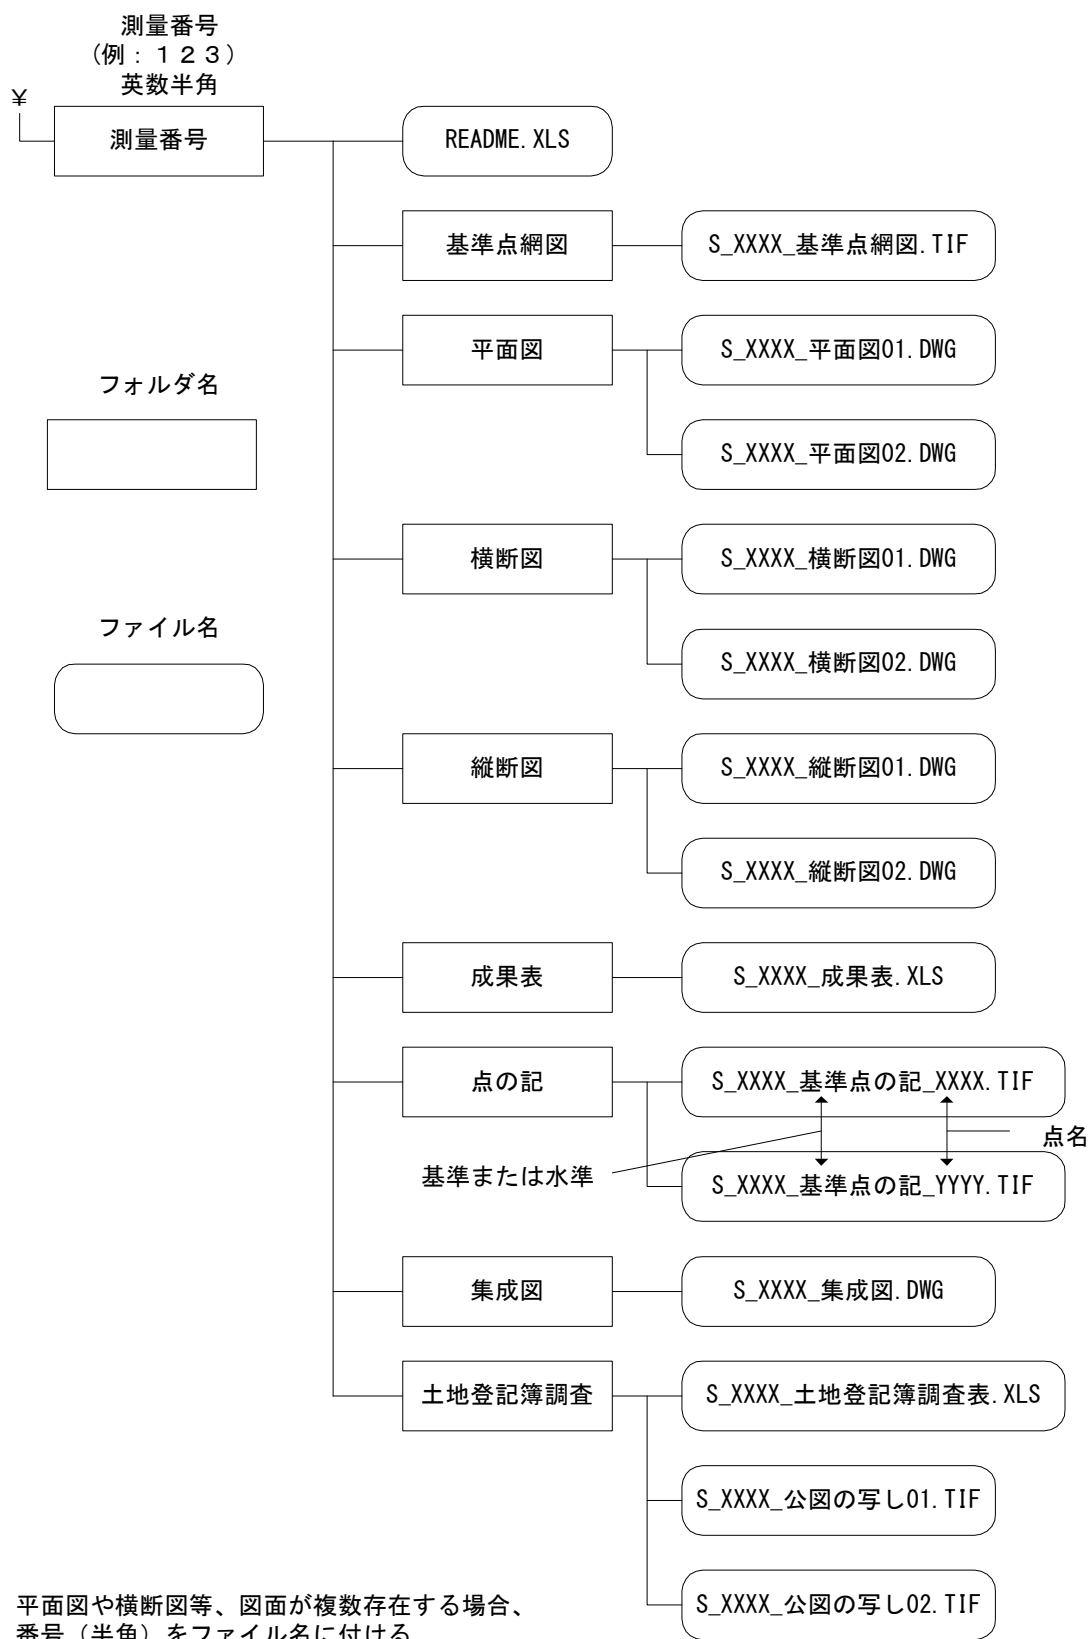 測量番号
（例：１２３）
英数半角
¥
測量番号
README.XLS
基準点網図
S_XXXX_基準点網図.TIF
平面図
S_XXXX_平面図01.DWG
フォルダ名
S_XXXX_平面図02.DWG
横断図
S_XXXX_横断図01.DWG
ファイル名
S_XXXX_横断図02.DWG
縦断図
S_XXXX_縦断図01.DWG
S_XXXX_縦断図02.DWG
成果表
S_XXXX_成果表.XLS
点の記
S_XXXX_基準点の記_XXXX.TIF
点名
基準または水準
S_XXXX_基準点の記_YYYY.TIF
集成図
S_XXXX_集成図.DWG
土地登記簿調査
S_XXXX_土地登記簿調査表.XLS
S_XXXX_公図の写し01.TIF
S_XXXX_公図の写し02.TIF
平面図や横断図等、図面が複数存在する場合、
番号（半角）をファイル名に付ける